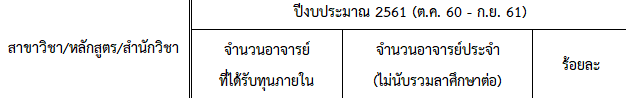 ปีงบประมาณ 2561 (ต.ค. 60 - ก.ย. 61)
สาขาวิชา/หลักสูตร/สำนักวิชา
จำนวนอาจารย์
ที่ได้รับทุนภายใน
จำนวนอาจารย์ประจำ
(ไม่นับรวมลาศึกษาต่อ)
ร้อยละ